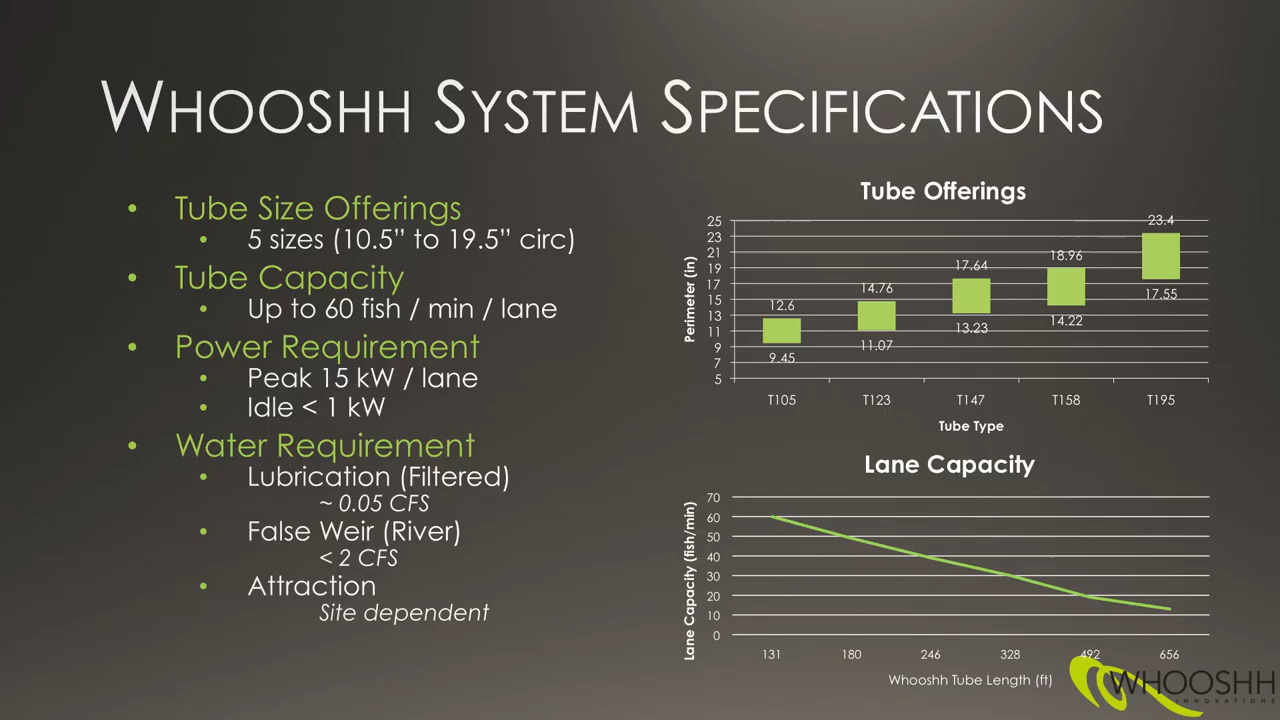 WHOOSHH SYSTEM SPECIFICATIONS
• Tube Size Offerings
• 5 sizes (10.5” to 19.5” circ)
• Tube Capacity
• Up to 60 fish / min / lane
• Power Requirement
• Peak 15 kW / lane
• Idle < 1 kW
• Water Requirement
• Lubrication (Filtered)
~ 0.05 CFS
• False Weir (River)
< 2 CFS
• Attraction
Site dependent
Tube Offerings
Perimeter (in)
25
23
21
19
17
15
13
11
9
7
5
12.6
9.45
14.76
11.07
17.64
13.23
18.96
14.22
23.4
17.55
T105 T123 T147 T158 T195
Tube Type
Lane Capacity
Lane Capacity (fish/min)
70
60
50
40
30
20
10
0
131 180 246 328 492 656
Whooshh Tube Length (ft)
WHOOSHH
INNOVATIONS